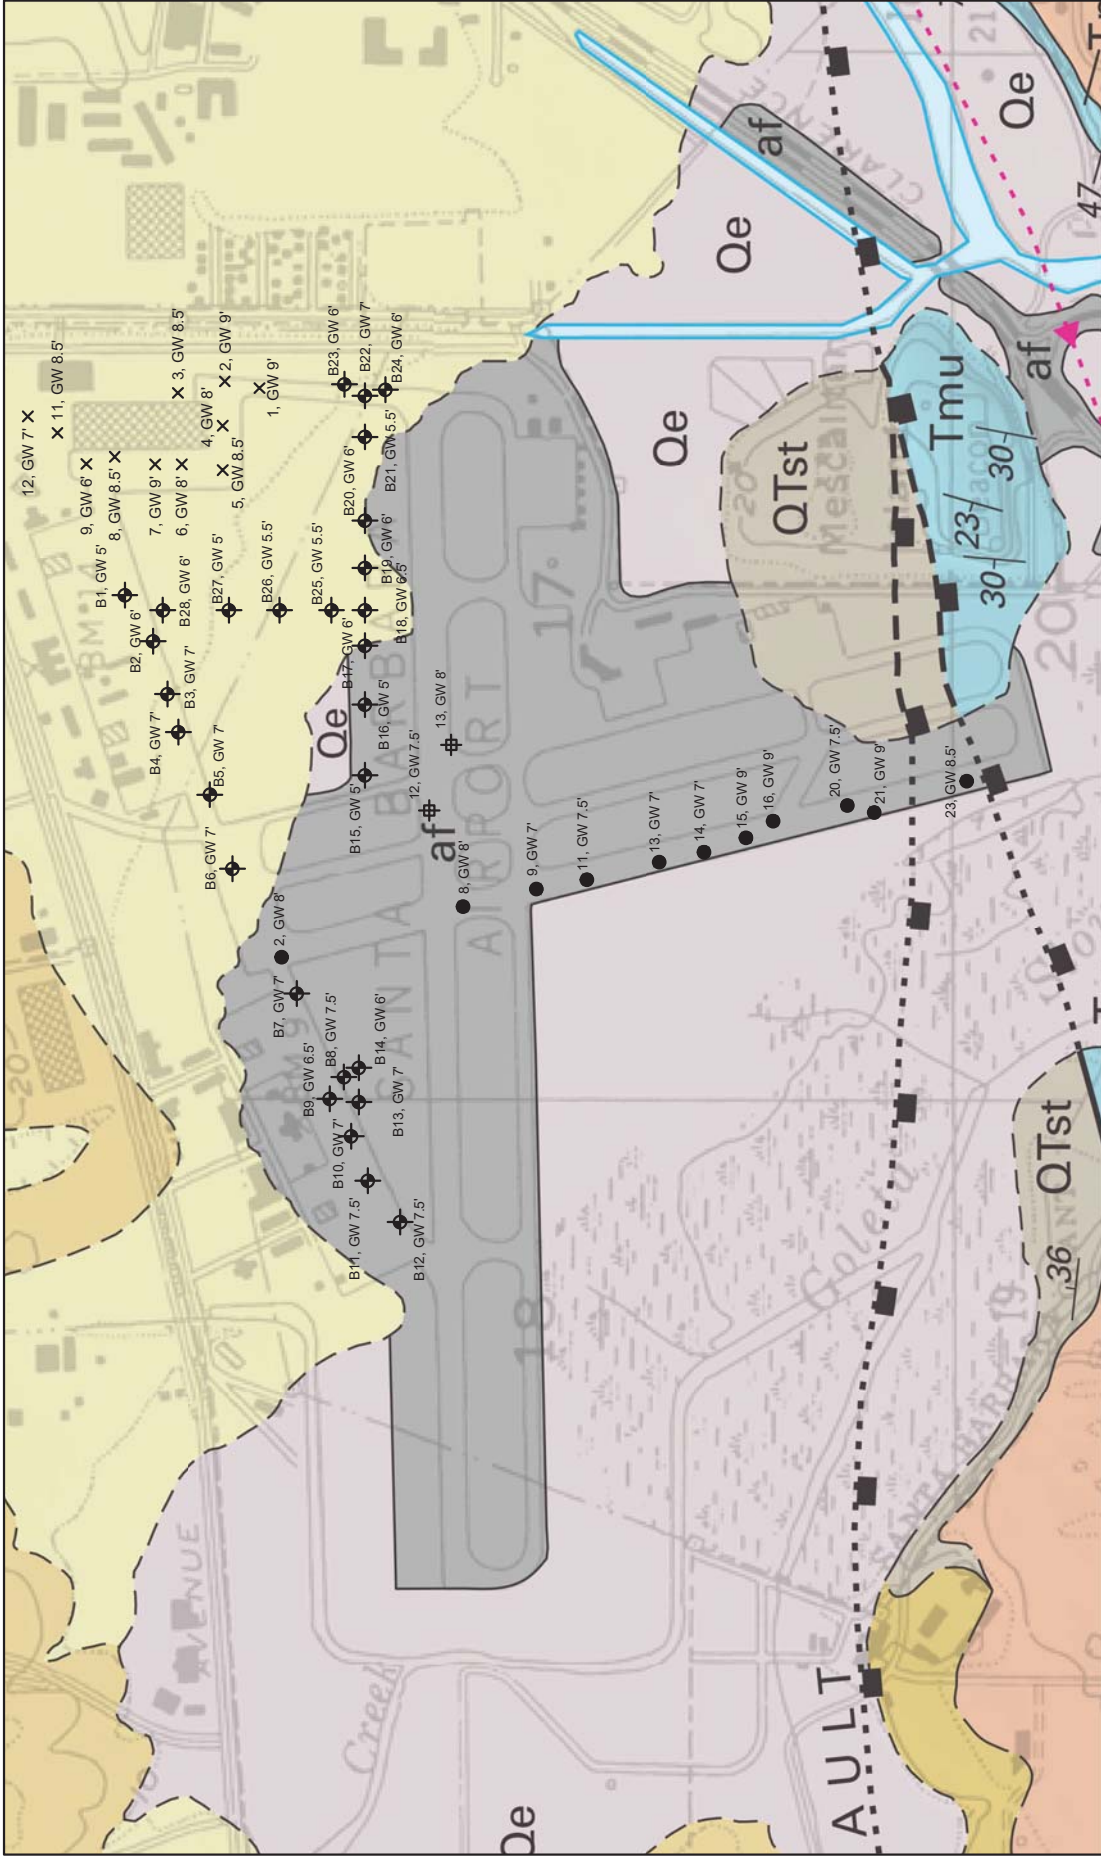 12, GW 7'
11, GW 8.5'
9, GW 6'
8, GW 8.5'
3, GW 8.5'
7, GW 9'
6, GW 8'
4, GW 8'
2, GW 9'
5, GW 8.5'
1, GW 9'
B1, GW 5'
B28, GW 6'
B2, GW 6'
B27, GW 5'
B3, GW 7'
B4, GW 7'
B26, GW 5.5'
B5, GW 7'
B25, GW 5.5'
B6, GW 7'
B23, GW 6'
B22, GW 7'
B24, GW 6'
B21, GW 5.5'
B20, GW 6'
B19, GW 6'
B18, GW 6.5'
B17, GW 6'
B16, GW 5'
B15, GW 5'
2, GW 8'
B7, GW 7'
B8, GW 7.5'
B9, GW 6.5'
B14, GW 6'
B13, GW 7'
B10, GW 7'
B11, GW 7.5'
B12, GW 7.5'
13, GW 8'
12, GW 7.5'
8, GW 8'
9, GW 7'
11, GW 7.5'
13, GW 7'
14, GW 7'
15, GW 9'
16, GW 9'
20, GW 7.5'
21, GW 9'
23, GW 8.5'
SANTA BARBARA
AIRPORT
af
af
af
Qe
Qe
Qe
Qe
Qe
QTst
QTst
Tmu
17
18
19
20
21
20
20
30
23
30
36
47
Goleta
Creek
AVENUE
CLARENCE
AULT